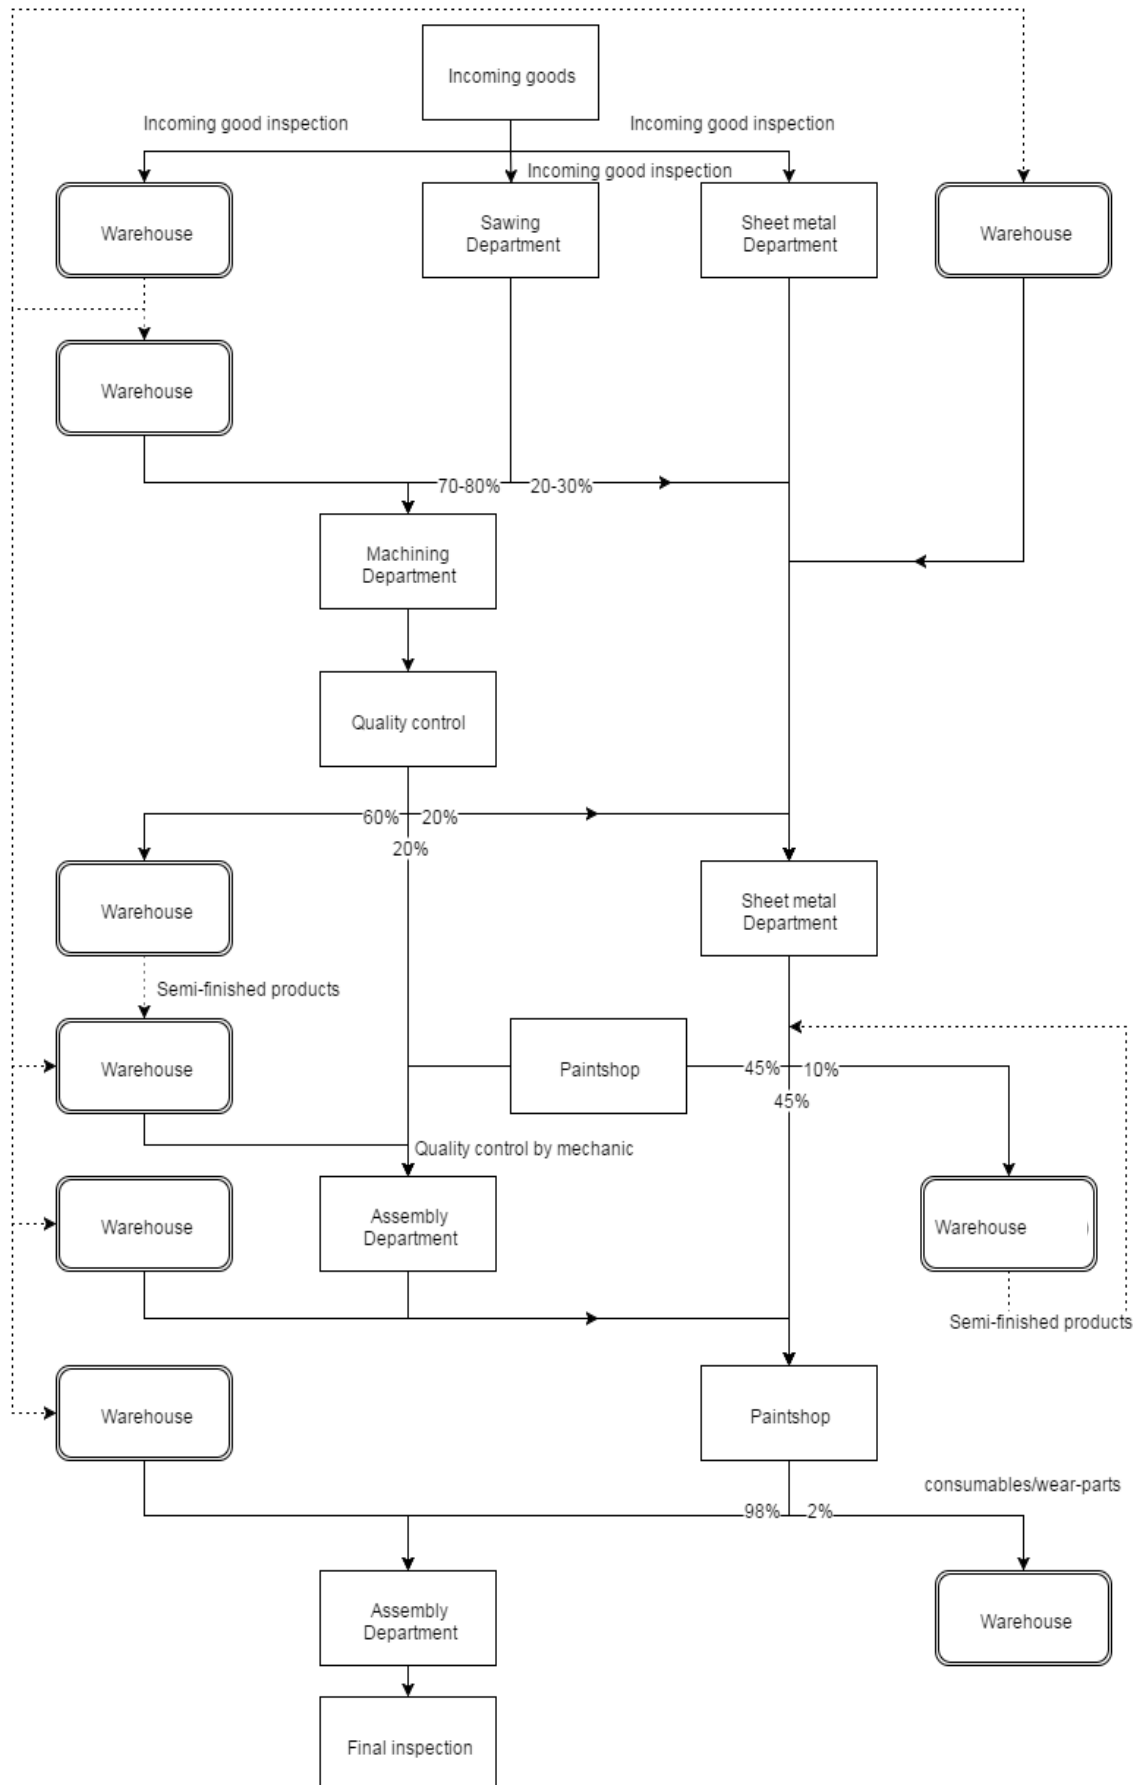 Incoming goods
Incoming good inspection
Incoming good inspection
Incoming good inspection
Warehouse
Sawing
Department
Sheet metal
Department
Warehouse
Warehouse
70-80%
20-30%
Machining
Department
Quality control
60%
20%
20%
Warehouse
Sheet metal
Department
Semi-finished products
Warehouse
Paintshop
45%
10%
45%
Quality control by mechanic
Warehouse
Assembly
Department
Warehouse
Semi-finished products
Warehouse
Paintshop
consumables/wear-parts
98%
2%
Assembly
Department
Warehouse
Final inspection